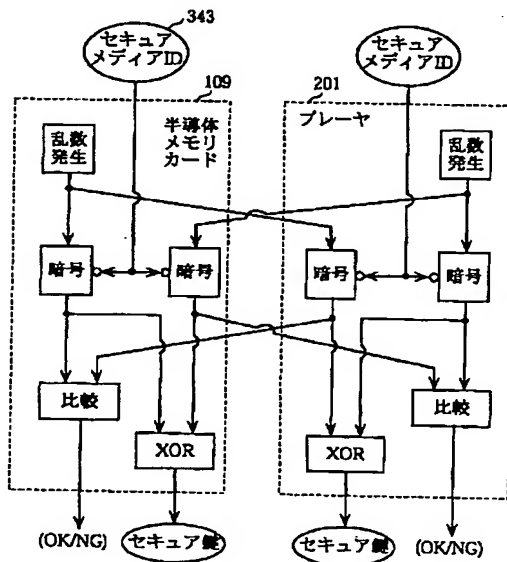 343
セキュア
メディアID
セキュア
メディアID
109
201
半導体
メモリ
カード
プレーヤ
乱数
発生
乱数
発生
暗号
暗号
暗号
暗号
比較
比較
XOR
XOR
(OK/NG)
セキュア鍵
セキュア鍵
(OK/NG)